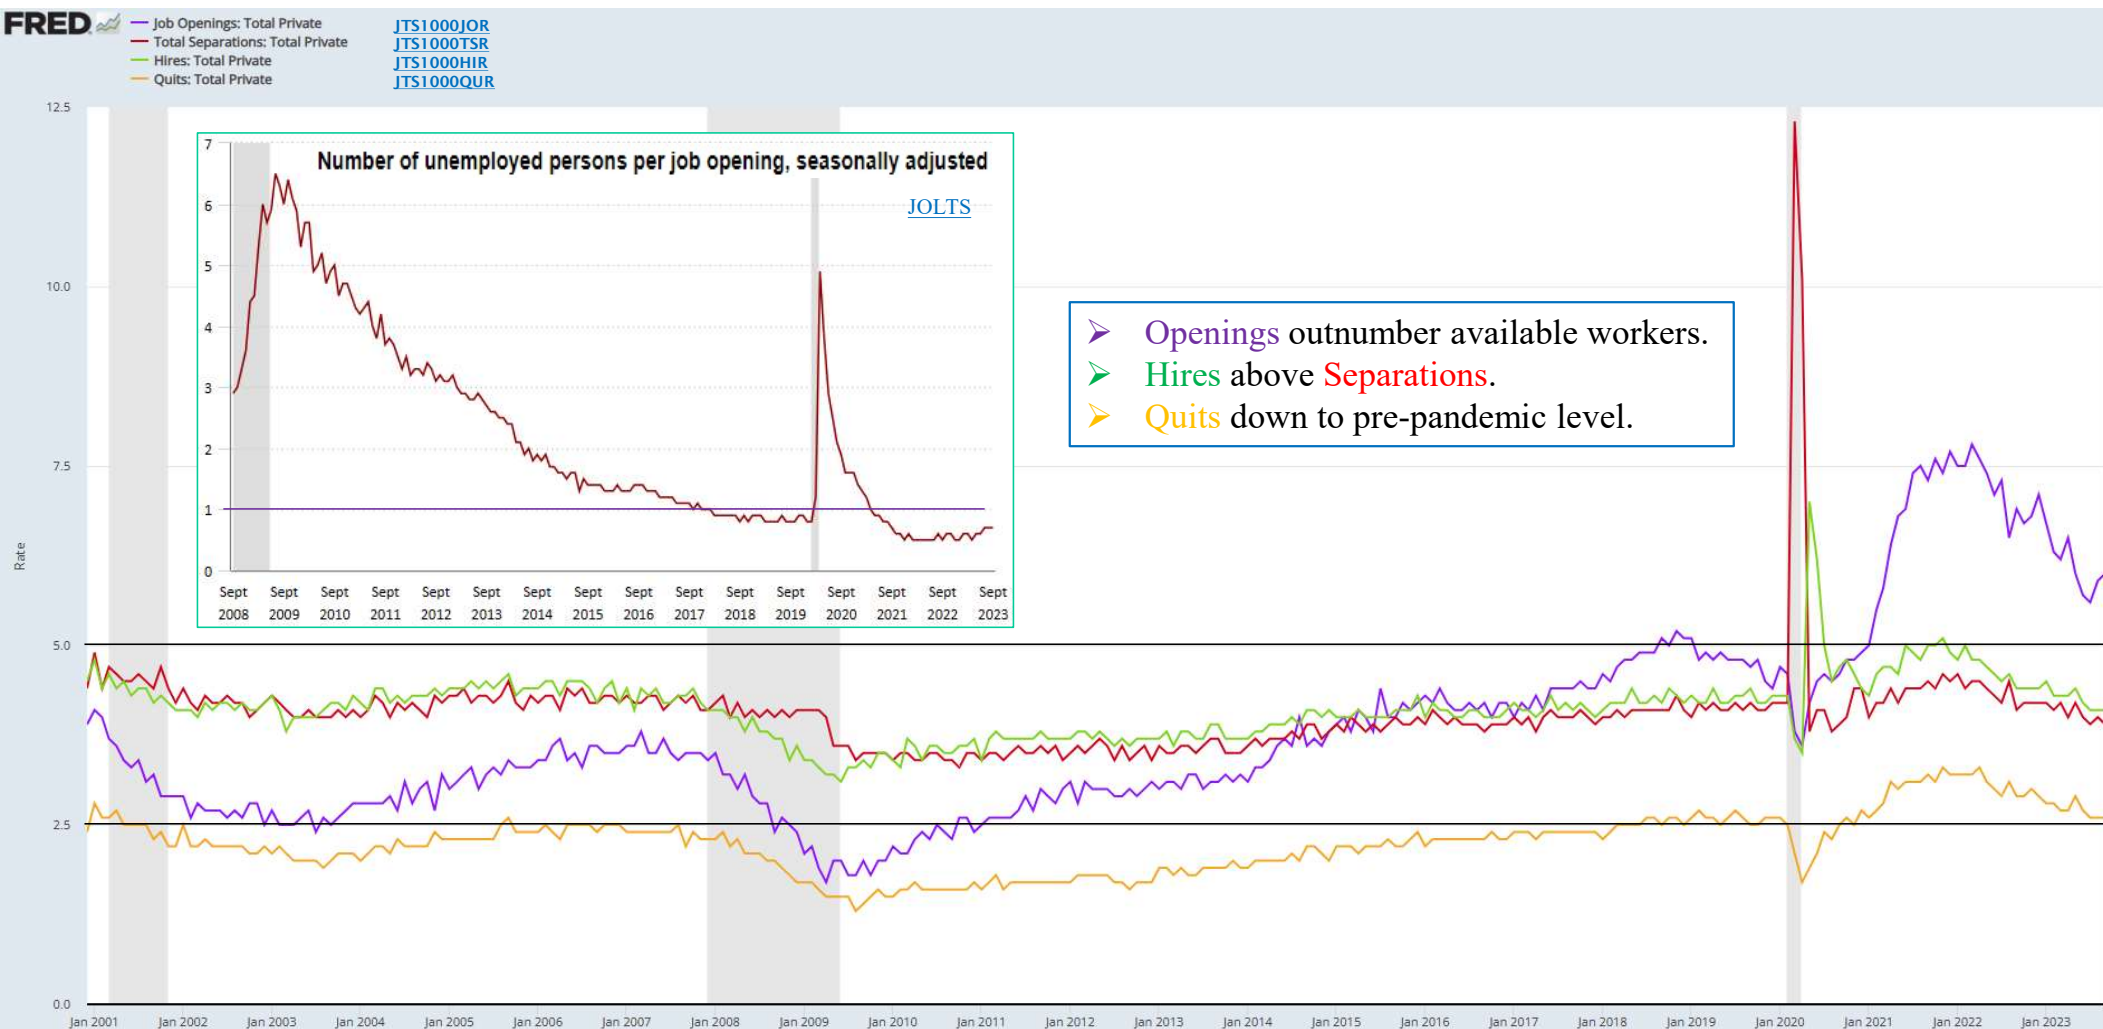 FRED
Job Openings: Total Private JTS1000JOR
Total Separations: Total Private JTS1000TSR
Hires: Total Private JTS1000HIR
Quits: Total Private JTS1000QUR
12.5
10.0
7.5
5.0
2.5
0.0
Rate
Number of unemployed persons per job opening, seasonally adjusted
JOLTS
7
6
5
4
3
2
1
0
Sept Sept Sept Sept Sept Sept Sept Sept Sept Sept Sept Sept Sept Sept Sept Sept
2008 2009 2010 2011 2012 2013 2014 2015 2016 2017 2018 2019 2020 2021 2022 2023
➢ Openings outnumber available workers.
➢ Hires above Separations.
➢ Quits down to pre-pandemic level.
Jan 2001 Jan 2002 Jan 2003 Jan 2004 Jan 2005 Jan 2006 Jan 2007 Jan 2008 Jan 2009 Jan 2010 Jan 2011 Jan 2012 Jan 2013 Jan 2014 Jan 2015 Jan 2016 Jan 2017 Jan 2018 Jan 2019 Jan 2020 Jan 2021 Jan 2022 Jan 2023